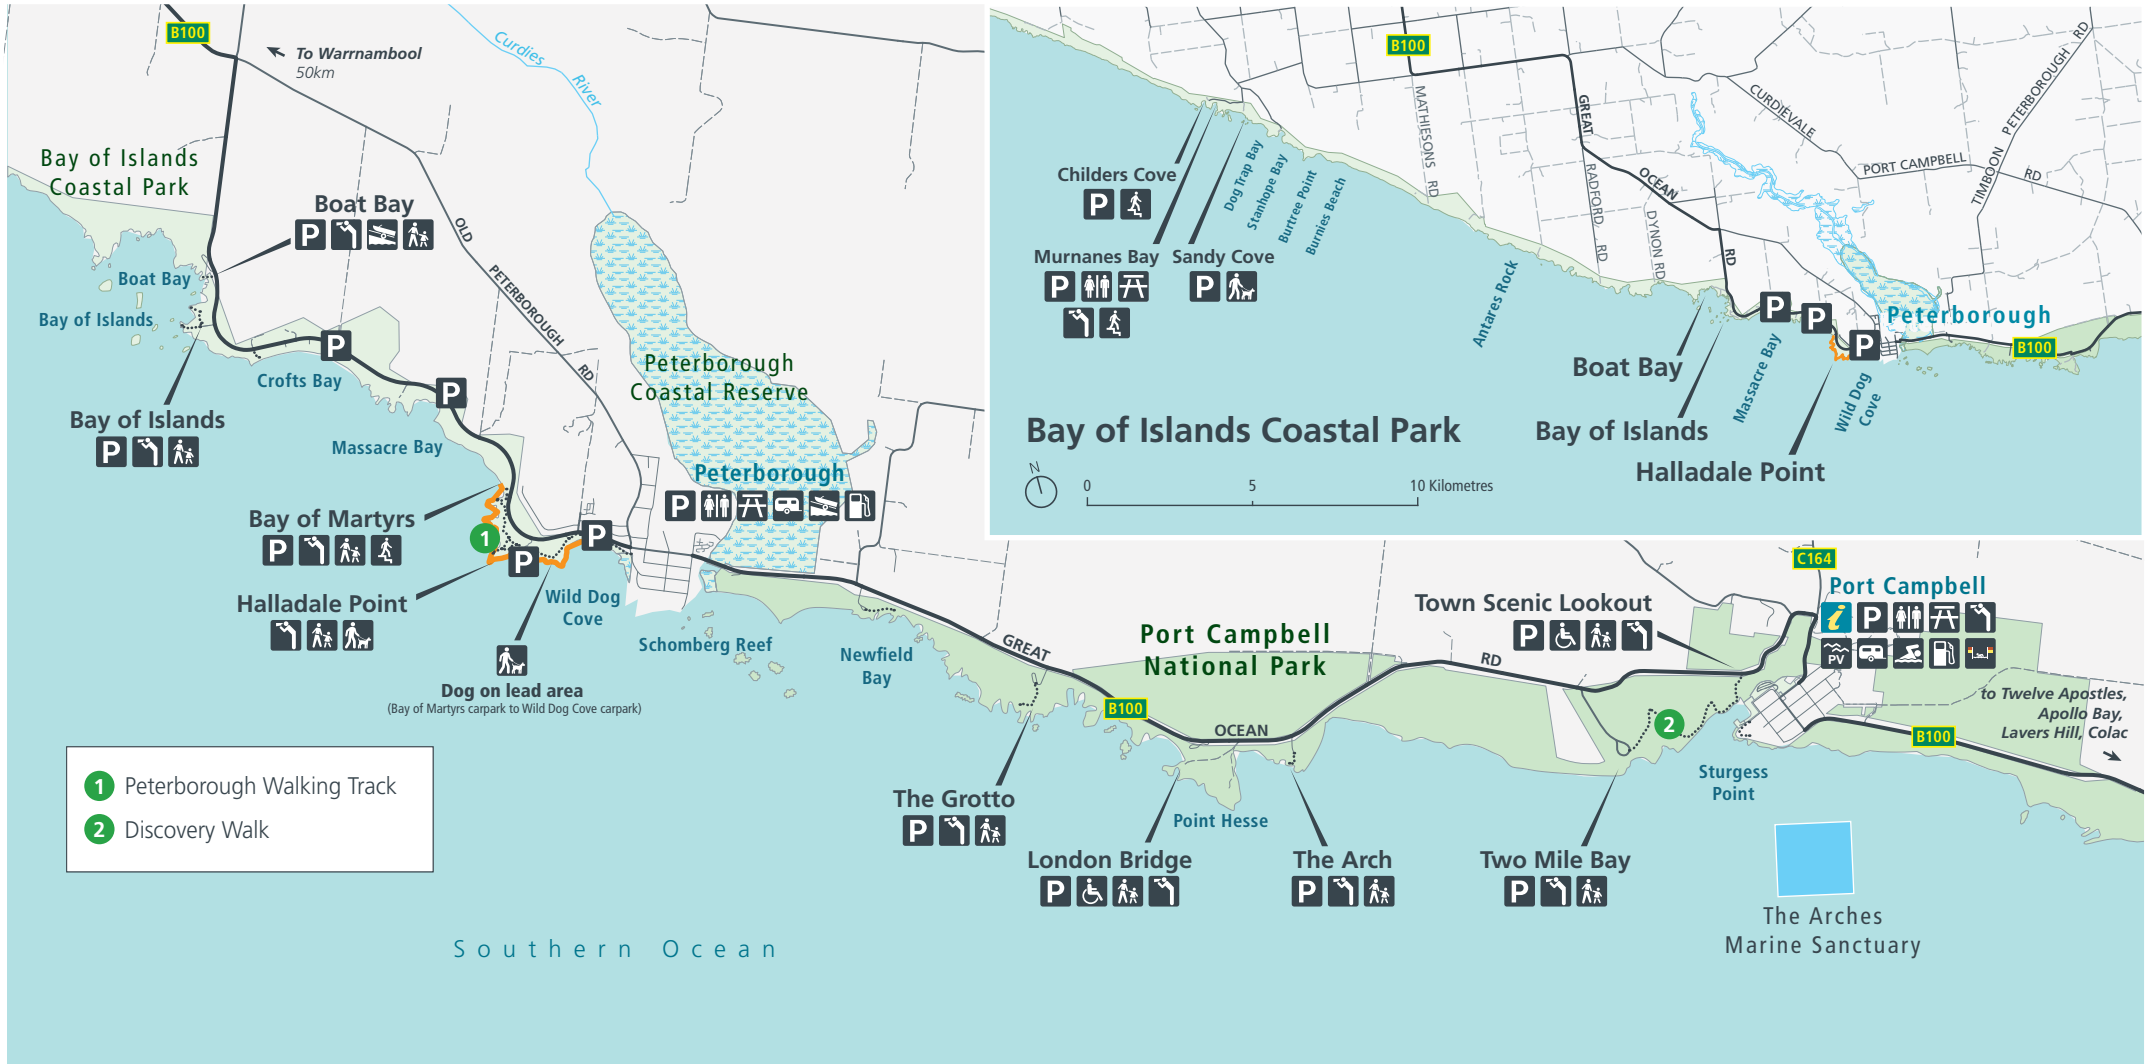 B100
To Warrnambool
50km
Curdies
River
Bay of Islands
Coastal Park
Boat Bay
P
Boat Bay
Bay of Islands
OLD
PETERBOROUGH
RD
P
Crofts Bay
P
Bay of Islands
P
Massacre Bay
Peterborough
Coastal Reserve
Peterborough
P
Bay of Martyrs
P
1
P
P
Halladale Point
Wild Dog
Cove
Dog on lead area
(Bay of Martyrs carpark to Wild Dog Cove carpark)
Schomberg Reef
Newfield
Bay
GREAT
B100
OCEAN
RD
Port Campbell
National Park
The Grotto
P
London Bridge
P
Point Hesse
The Arch
P
Two Mile Bay
P
Town Scenic Lookout
P
C164
Port Campbell
i
P
PV
to Twelve Apostles,
Apollo Bay,
Lavers Hill, Colac
B100
2
Sturgess
Point
The Arches
Marine Sanctuary
1 Peterborough Walking Track
2 Discovery Walk
Southern Ocean
B100
MATHIESONS RD
GREAT
OCEAN
RD
RADFORD RD
DYNON RD
CURDIEVALE
PORT CAMPBELL
RD
TIMBOON PETERBOROUGH RD
Childers Cove
P
Murnanes Bay
P
Sandy Cove
P
Dog Trap Bay
Stanhope Bay
Burtree Point
Burnies Beach
Antares Rock
P
P
P
Peterborough
B100
Boat Bay
Bay of Islands
Massacre Bay
Wild Dog
Cove
Halladale Point
Bay of Islands Coastal Park
N
0
5
10 Kilometres